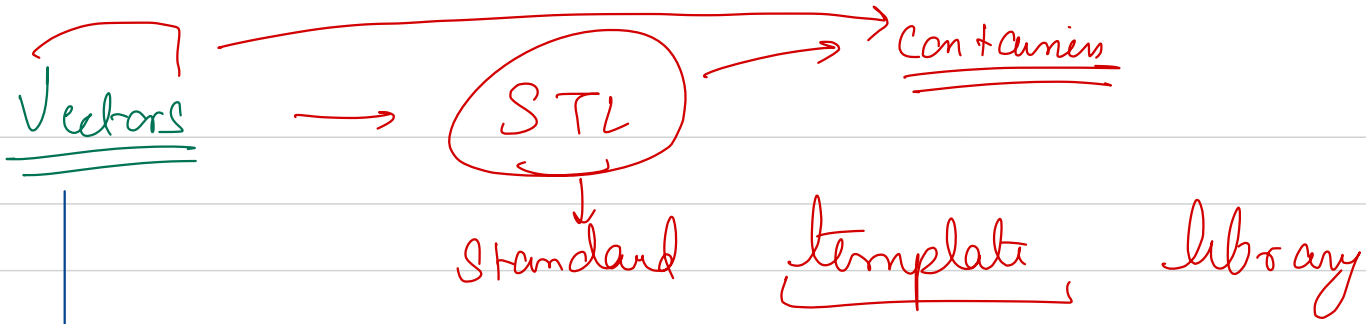 Vectors → STL → Containers
Standard template library